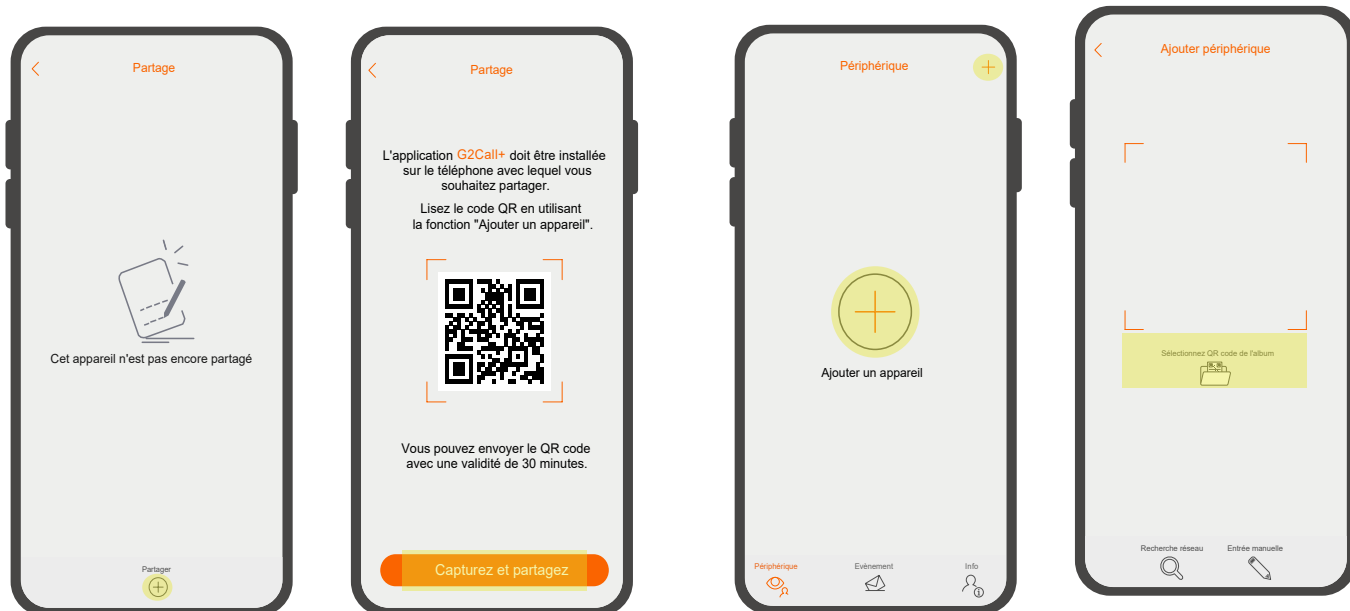 Partage
Cet appareil n'est pas encore partagé
Partager
Partage
L'application G2Call+ doit être installée
sur le téléphone avec lequel vous
souhaitez partager.
Lisez le code QR en utilisant
la fonction "Ajouter un appareil".
Vous pouvez envoyer le QR code
avec une validité de 30 minutes.
Capturez et partagez
Périphérique
Ajouter un appareil
Périphérique
Evènement
Info
Ajouter périphérique
Sélectionnez QR code de l'album
Recherche réseau
Entrée manuelle